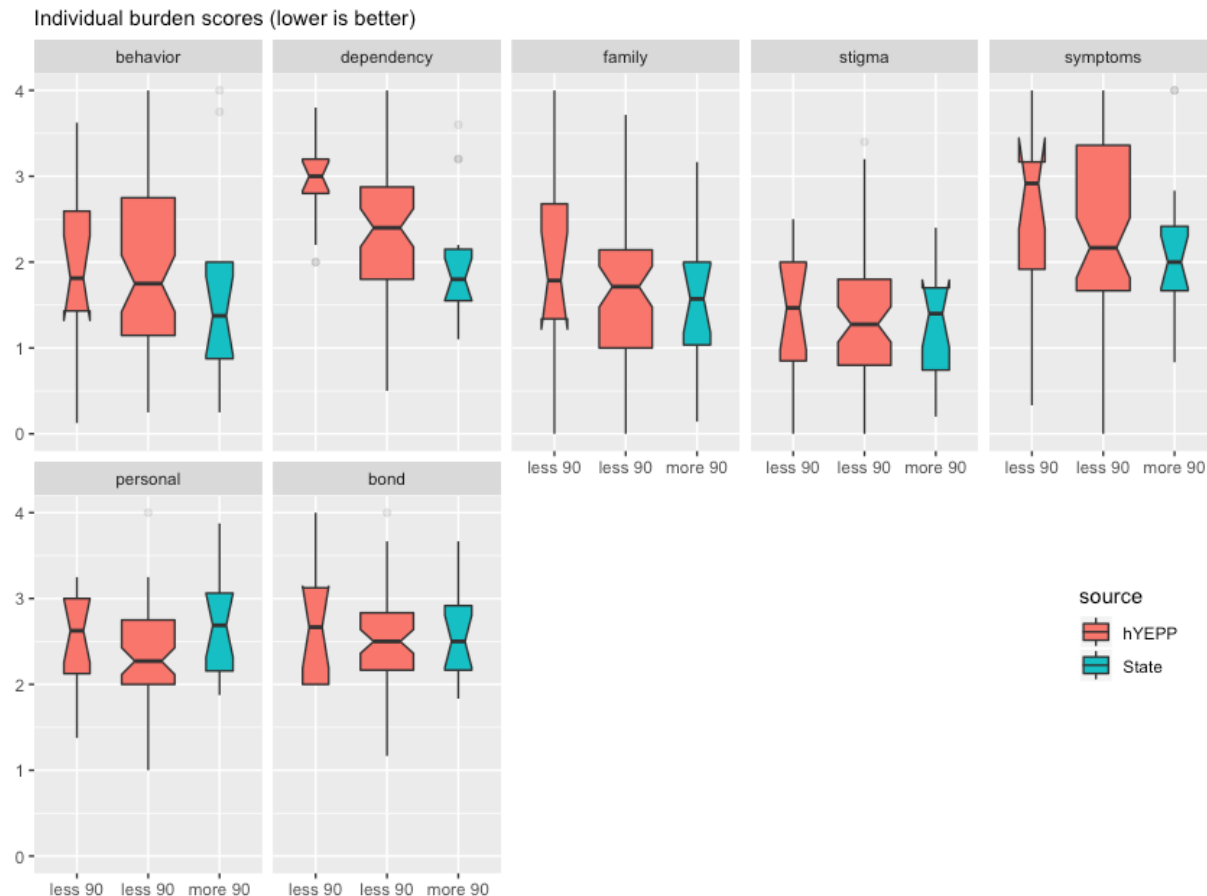 Individual burden scores (lower is better)
behavior dependency family stigma symptoms
4
3
2
1
0
less 90 less 90 more 90 less 90 less 90 more 90 less 90 less 90 more 90
personal bond
4
3
2
1
0
less 90 less 90 more 90 less 90 less 90 more 90
source
hYEPP
State